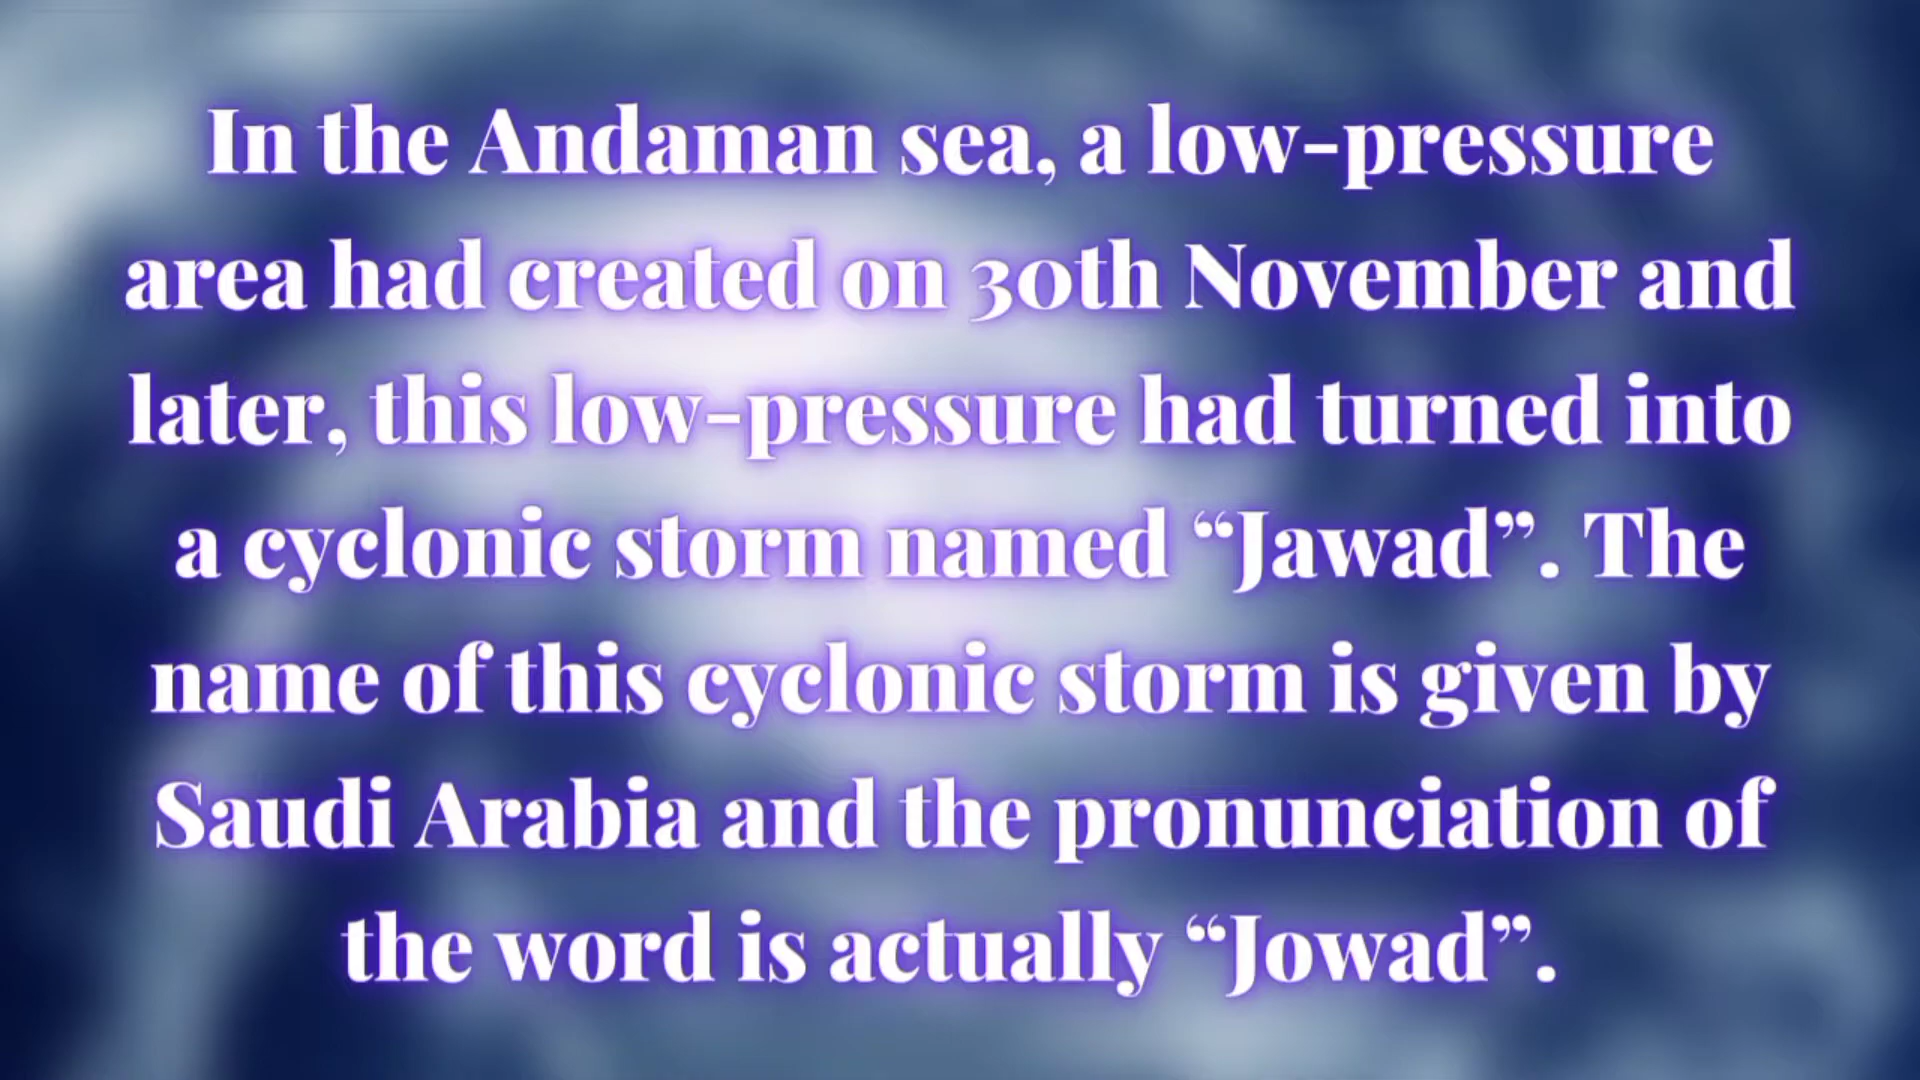 In the Andaman sea, a low-pressure
area had created on 30th November and
later, this low-pressure had turned into
a cyclonic storm named “Jawad”. The
name of this cyclonic storm is given by
Saudi Arabia and the pronunciation of
the word is actually “Jowad”.